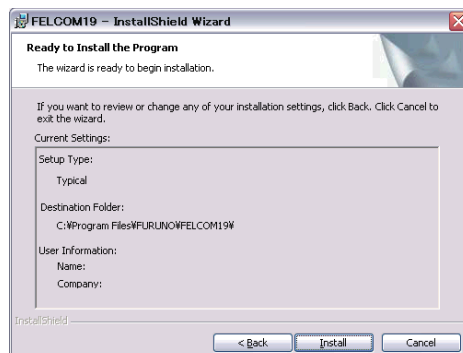 FELCOM19 - InstallShield Wizard
Ready to Install the Program
The wizard is ready to begin installation.
If you want to review or change any of your installation settings, click Back. Click Cancel to
exit the wizard.
Current Settings:
Setup Type:
Typical
Destination Folder:
C:¥Program Files¥FURUNO¥FELCOM19¥
User Information:
Name:
Company:
InstallShield
< Back
Install
Cancel